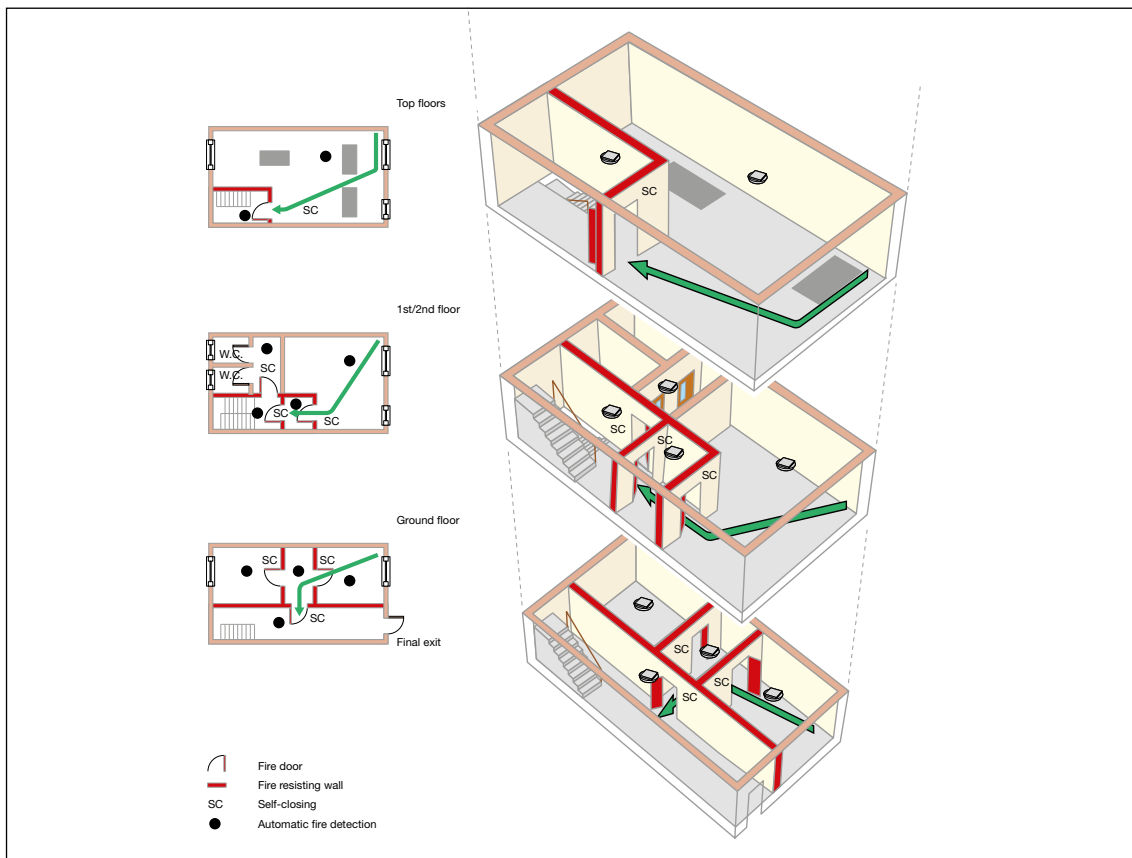 Top floors
SC
SC
1st/2nd floor
W.C.
SC
W.C.
SC
SC
SC
SC
SC
Ground floor
SC
SC
SC
Final exit
SC
SC
SC
Fire door
Fire resisting wall
SC
Self-closing
Automatic fire detection